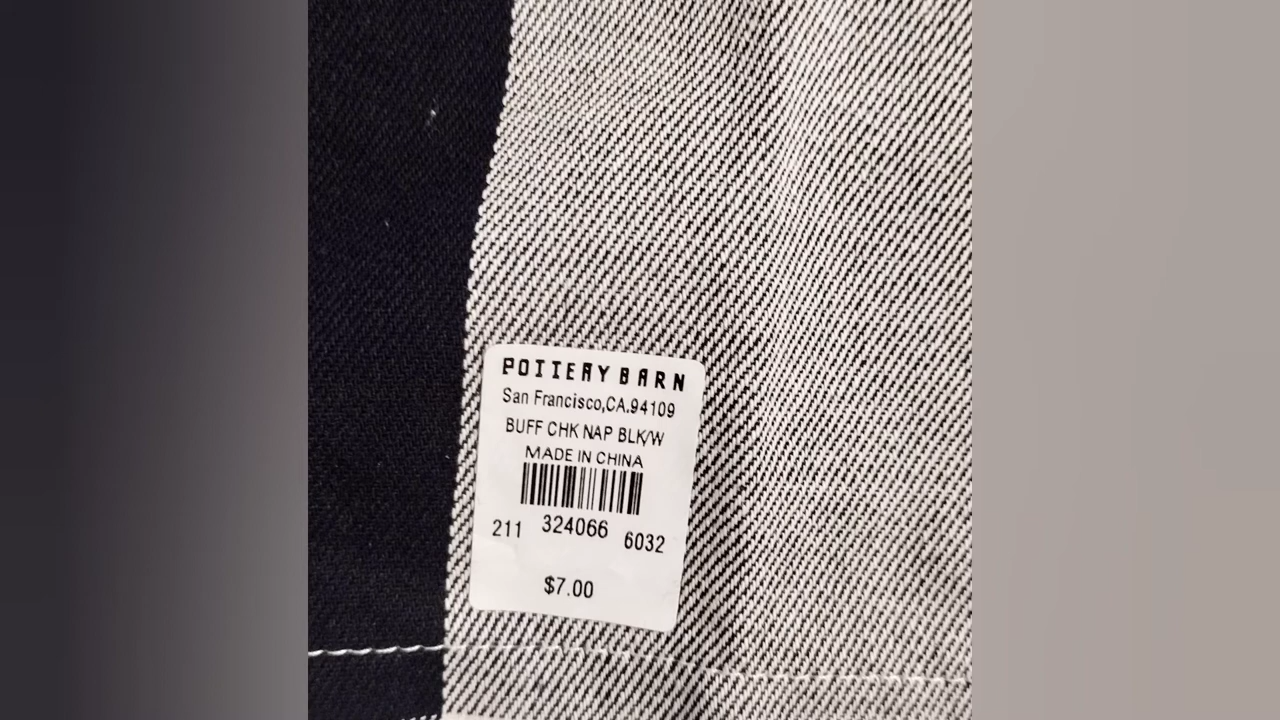 POTTERY BARN
San Francisco,CA.94109
BUFF CHK NAP BLK/W
MADE IN CHINA
211 324066 6032
$7.00